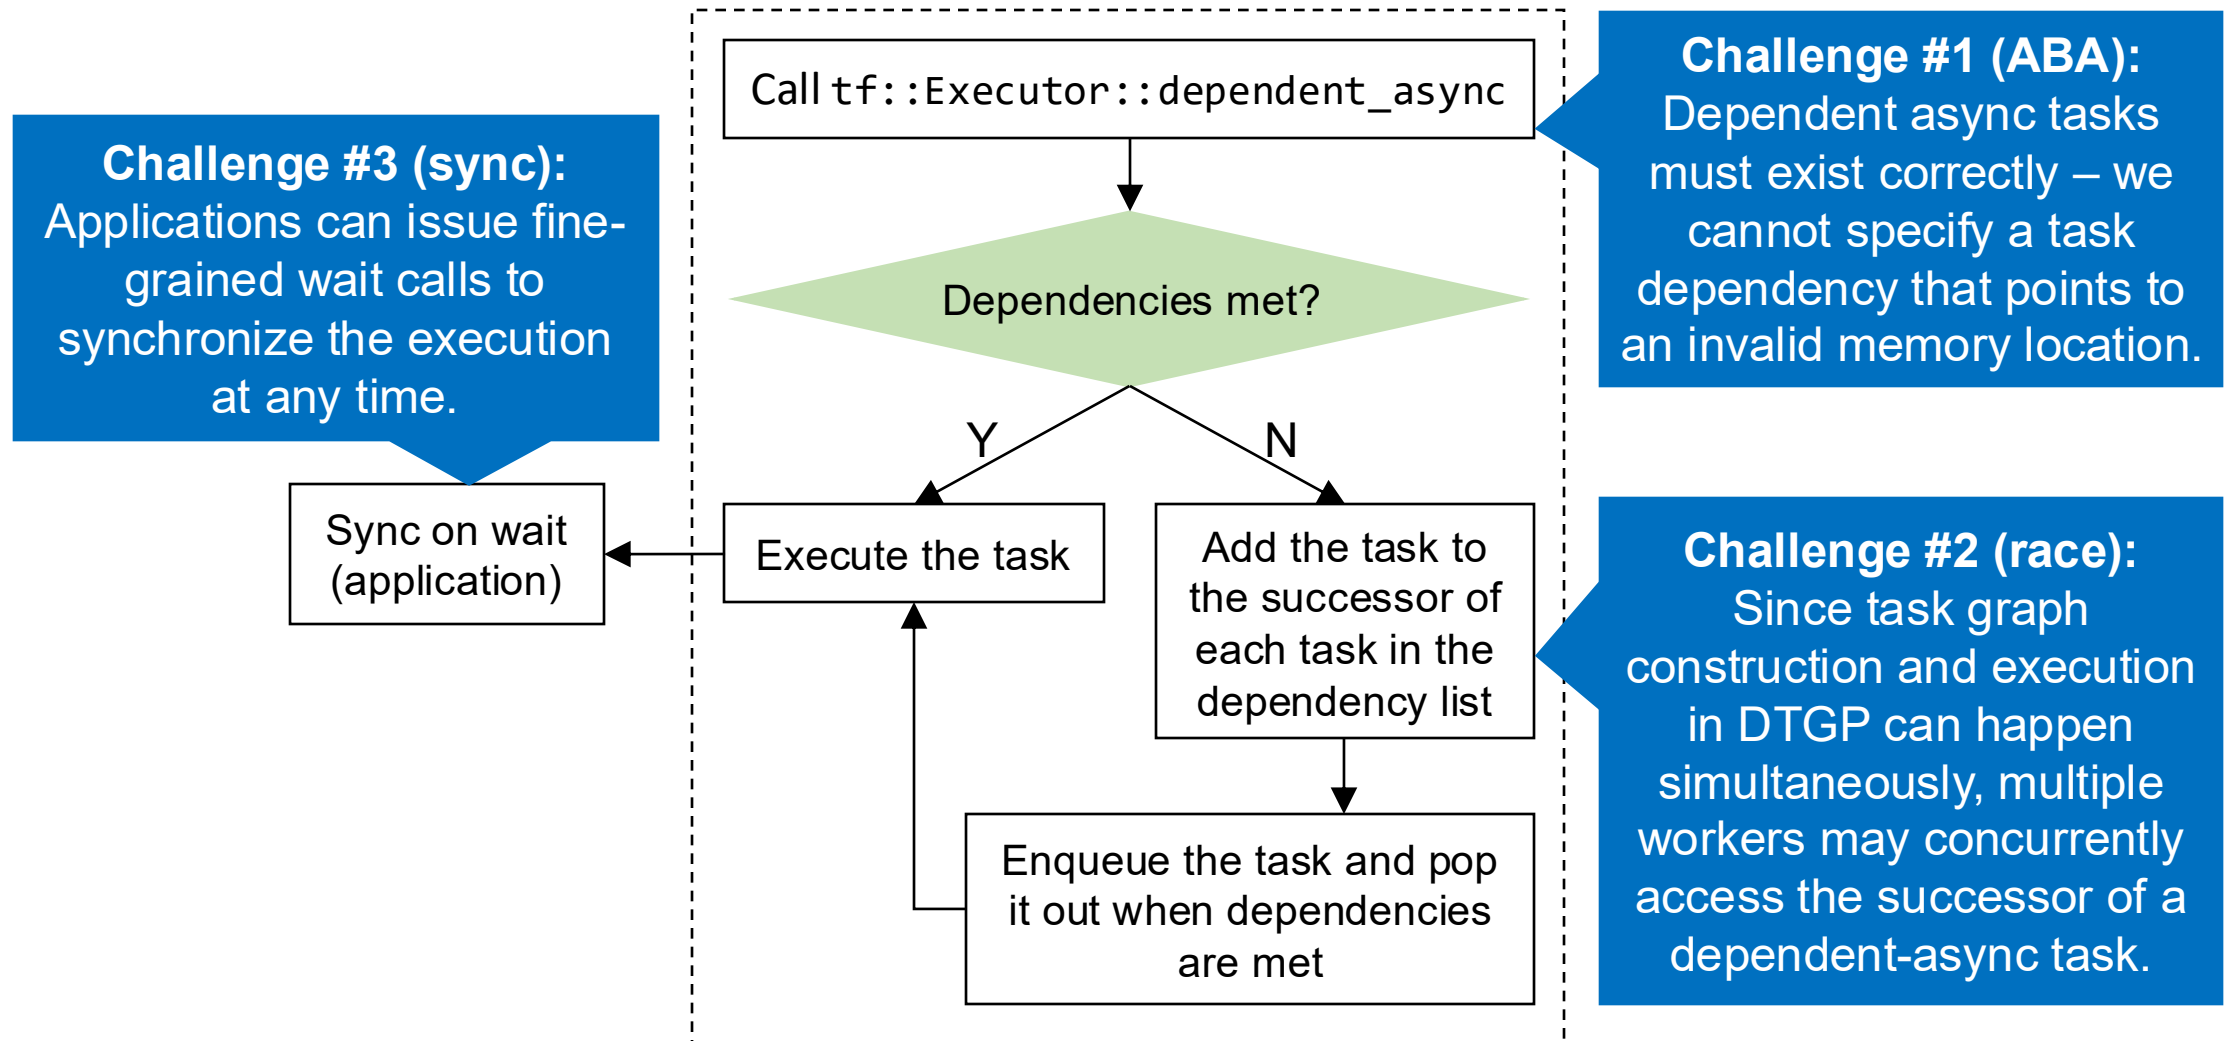 Call tf::Executor::dependent_async
Challenge #1 (ABA):
Dependent async tasks
must exist correctly – we
cannot specify a task
dependency that points to
an invalid memory location.
Challenge #3 (sync):
Applications can issue fine-
grained wait calls to
synchronize the execution
at any time.
Dependencies met?
Y
N
Sync on wait
(application)
Execute the task
Add the task to
the successor of
each task in the
dependency list
Challenge #2 (race):
Since task graph
construction and execution
in DTGP can happen
simultaneously, multiple
workers may concurrently
access the successor of a
dependent-async task.
Enqueue the task and pop
it out when dependencies
are met